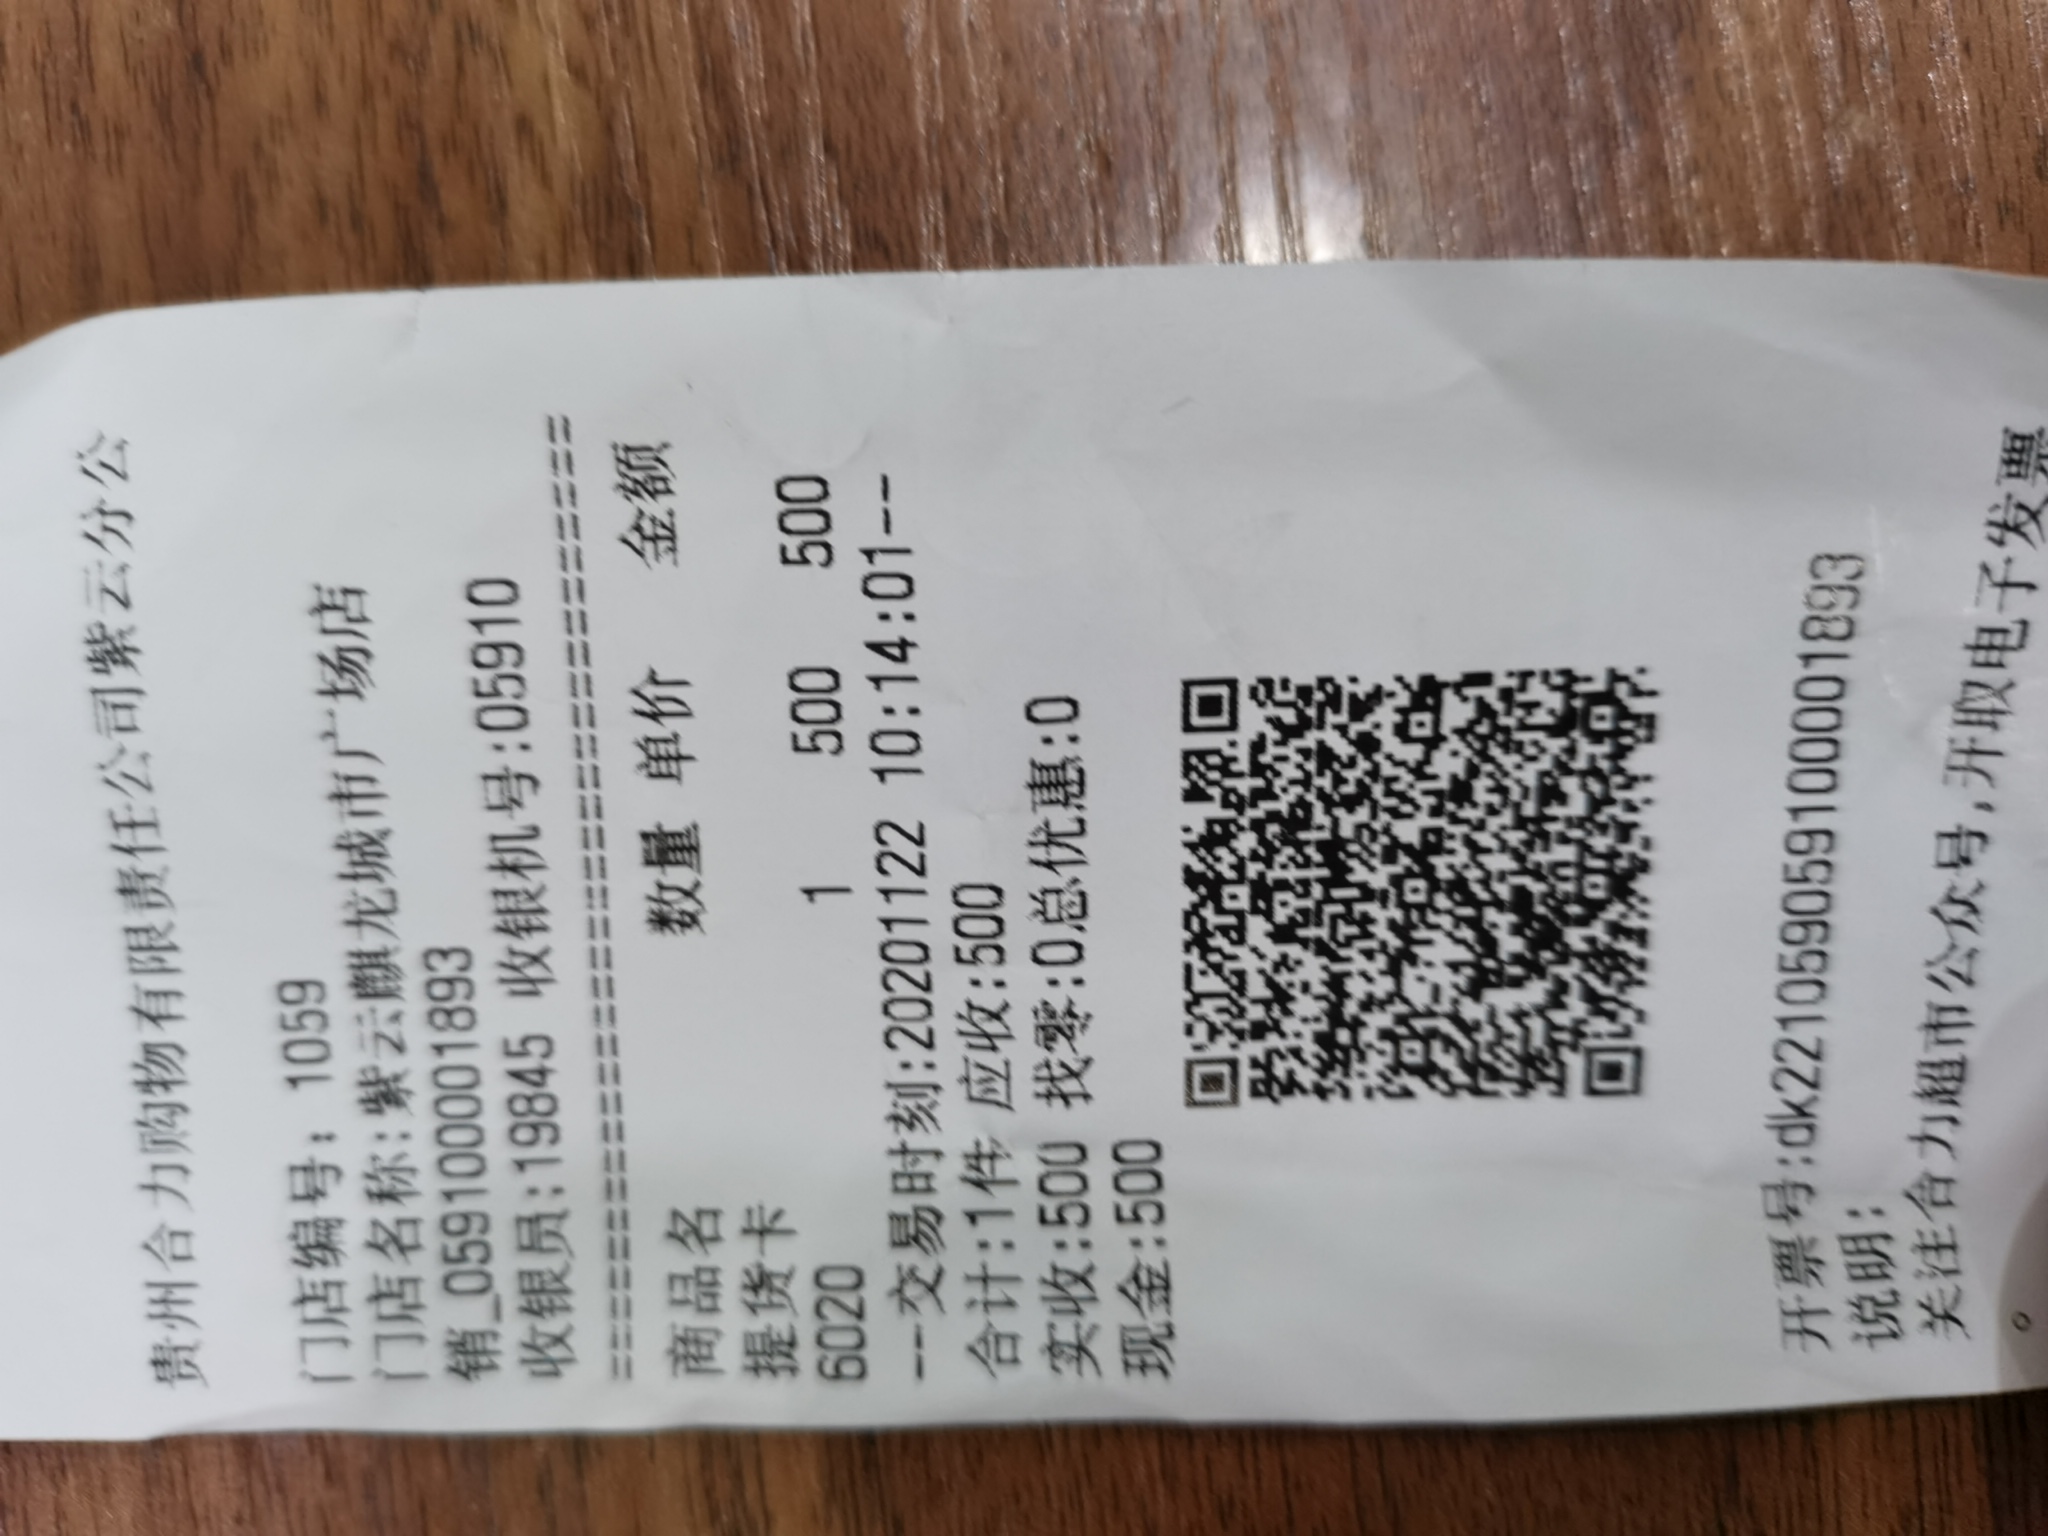 贵州合力购物有限责任公司紫云分公
门店编号: 1059
门店名称:紫云麒龙城市广场店
销_0591000001893
收银员:19845 收银机号:05910
========================================
商品名 数量 单价 金额
提货卡
6020 1 500 500
--交易时刻:20201122 10:14:01--
合计:1件 应收:500
实收:500 找零:0总优惠:0
现金:500
开票号:dk2210590591000001893
说明:
关注合力超市公众号,开取电子发票
。